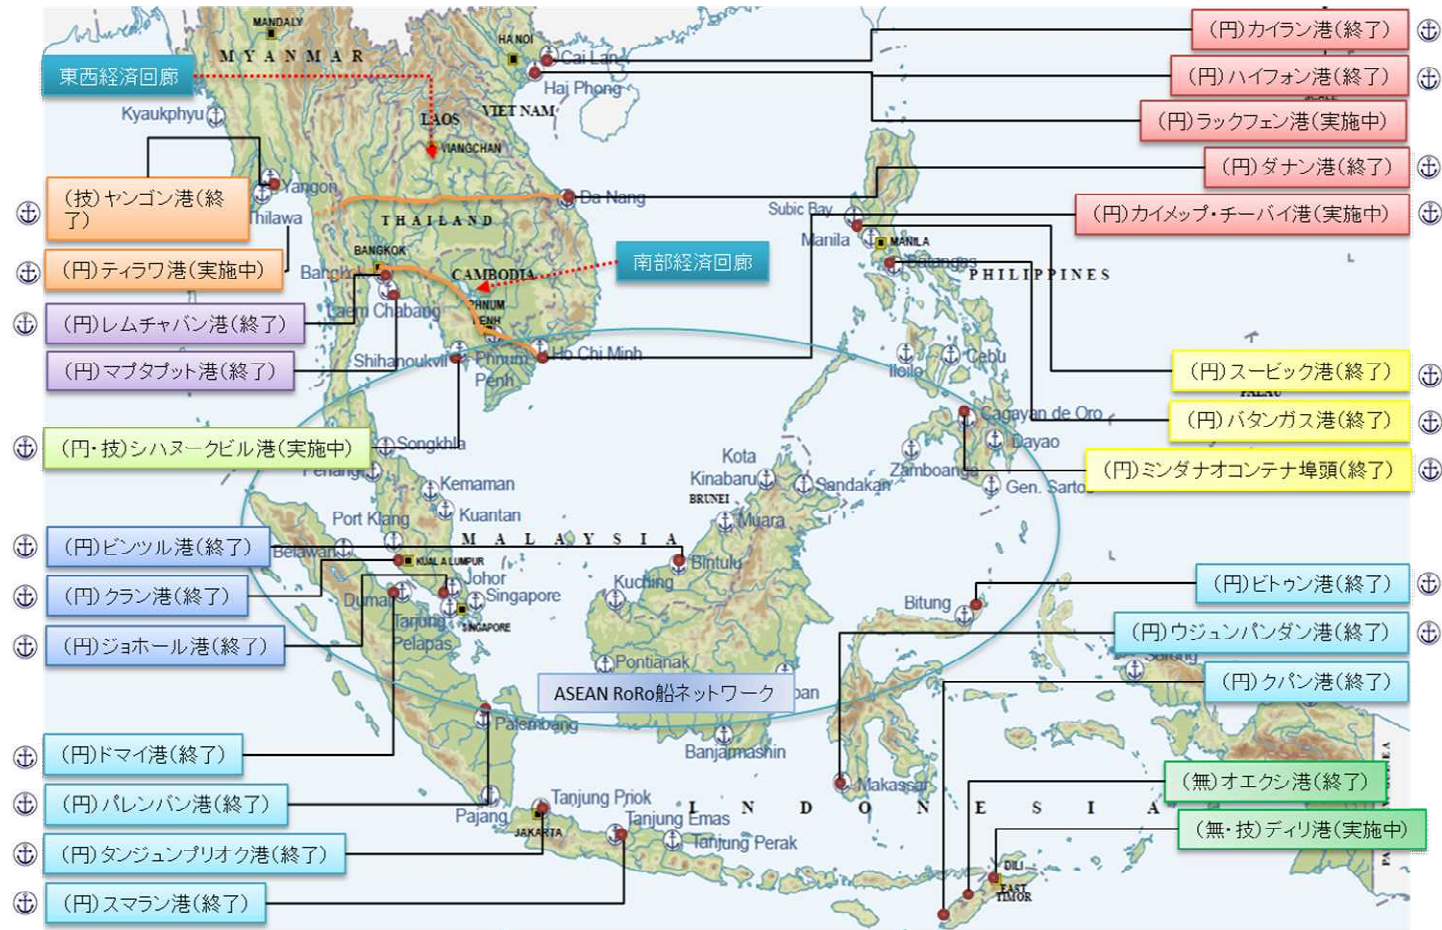 MANDALY
M Y A N M A R
東西経済回廊
HA NOI
Cai Lan
Hai Phong
(円)カイラン港(終了)
(円)ハイフォン港(終了)
(円)ラックフェン港(実施中)
Kyaukphyu
VIET NAM
LAOS
VIANGCHAN
(円)ダナン港(終了)
(技)ヤンゴン港(終
了)
Yangon
Thilawa
Da Nang
Subic Bay
(円)カイメップ・チーバイ港(実施中)
T H A I L A N D
Manila
MANILA
BANGKOK
(円)ティラワ港(実施中)
CAMBODIA
南部経済回廊
Batangas
P H I L I P P I N E S
Laem Chabang
PHNUM
PENH
(円)レムチャバン港(終了)
Shihanoukvil
Phnum
Penh
Ho Chi Minh
Cebu
Iloilo
(円)マプタプット港(終了)
(円)スービック港(終了)
PALAU
Cagayan de Oro
(円)バタンガス港(終了)
Songkhla
Dayao
(円・技)シハヌークビル港(実施中)
Penang
Kota
Kinabaru
Zamboanga
(円)ミンダナオコンテナ埠頭(終了)
Kemaman
Sandakan
Gen. Sartos
BRUNEI
Port Klang
Kuantan
Muara
M A L A Y S I A
(円)ビンツル港(終了)
Belawan
KUALA LUMPUR
Bintulu
Johor
Kuching
(円)ビトゥン港(終了)
(円)クラン港(終了)
Dumai
Singapore
Bitung
Tanjung
Pelapas
SINGAPORE
(円)ウジュンパンダン港(終了)
(円)ジョホール港(終了)
Pontianak
Sorong
ASEAN RoRo船ネットワーク
(円)クパン港(終了)
Palembang
Banjarmashin
(円)ドマイ港(終了)
Makassar
(無)オエクシ港(終了)
(円)パレンバン港(終了)
Pajang
Tanjung Priok
I N D O N E S I A
Tanjung Emas
JAKARTA
(無・技)ディリ港(実施中)
Tanjung Perak
(円)タンジュンプリオク港(終了)
DILI
EAST
TIMOR
(円)スマラン港(終了)